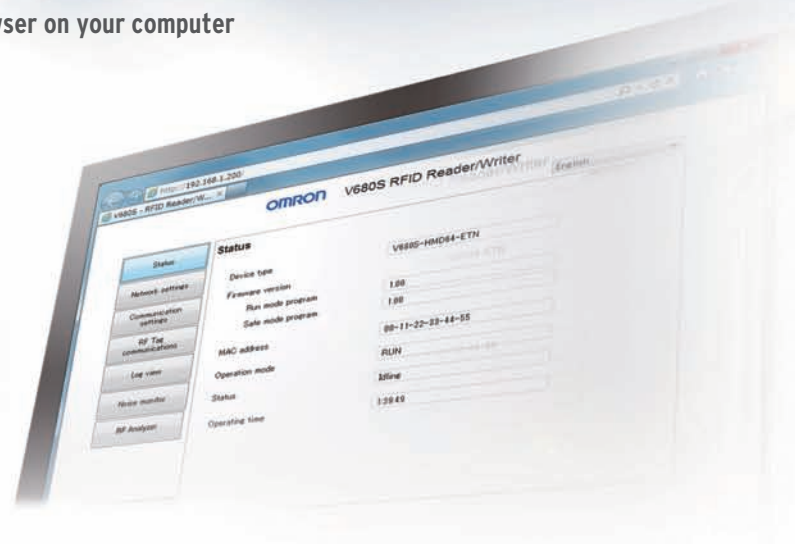 wser on your computer
http://192.168.1.200/
V680S - RFID Reader/W...
OMRON V680S RFID Reader/Writer
English
Status
Network settings
Communication settings
RF Tag communications
Log view
Noise monitor
RF Analyzer
Status
Device type V680S-HMD64-ETN
Firmware version
Run mode program 1.00
Safe mode program 1.00
MAC address 00-11-22-33-44-55
Operation mode RUN
Status Idling
Operating time